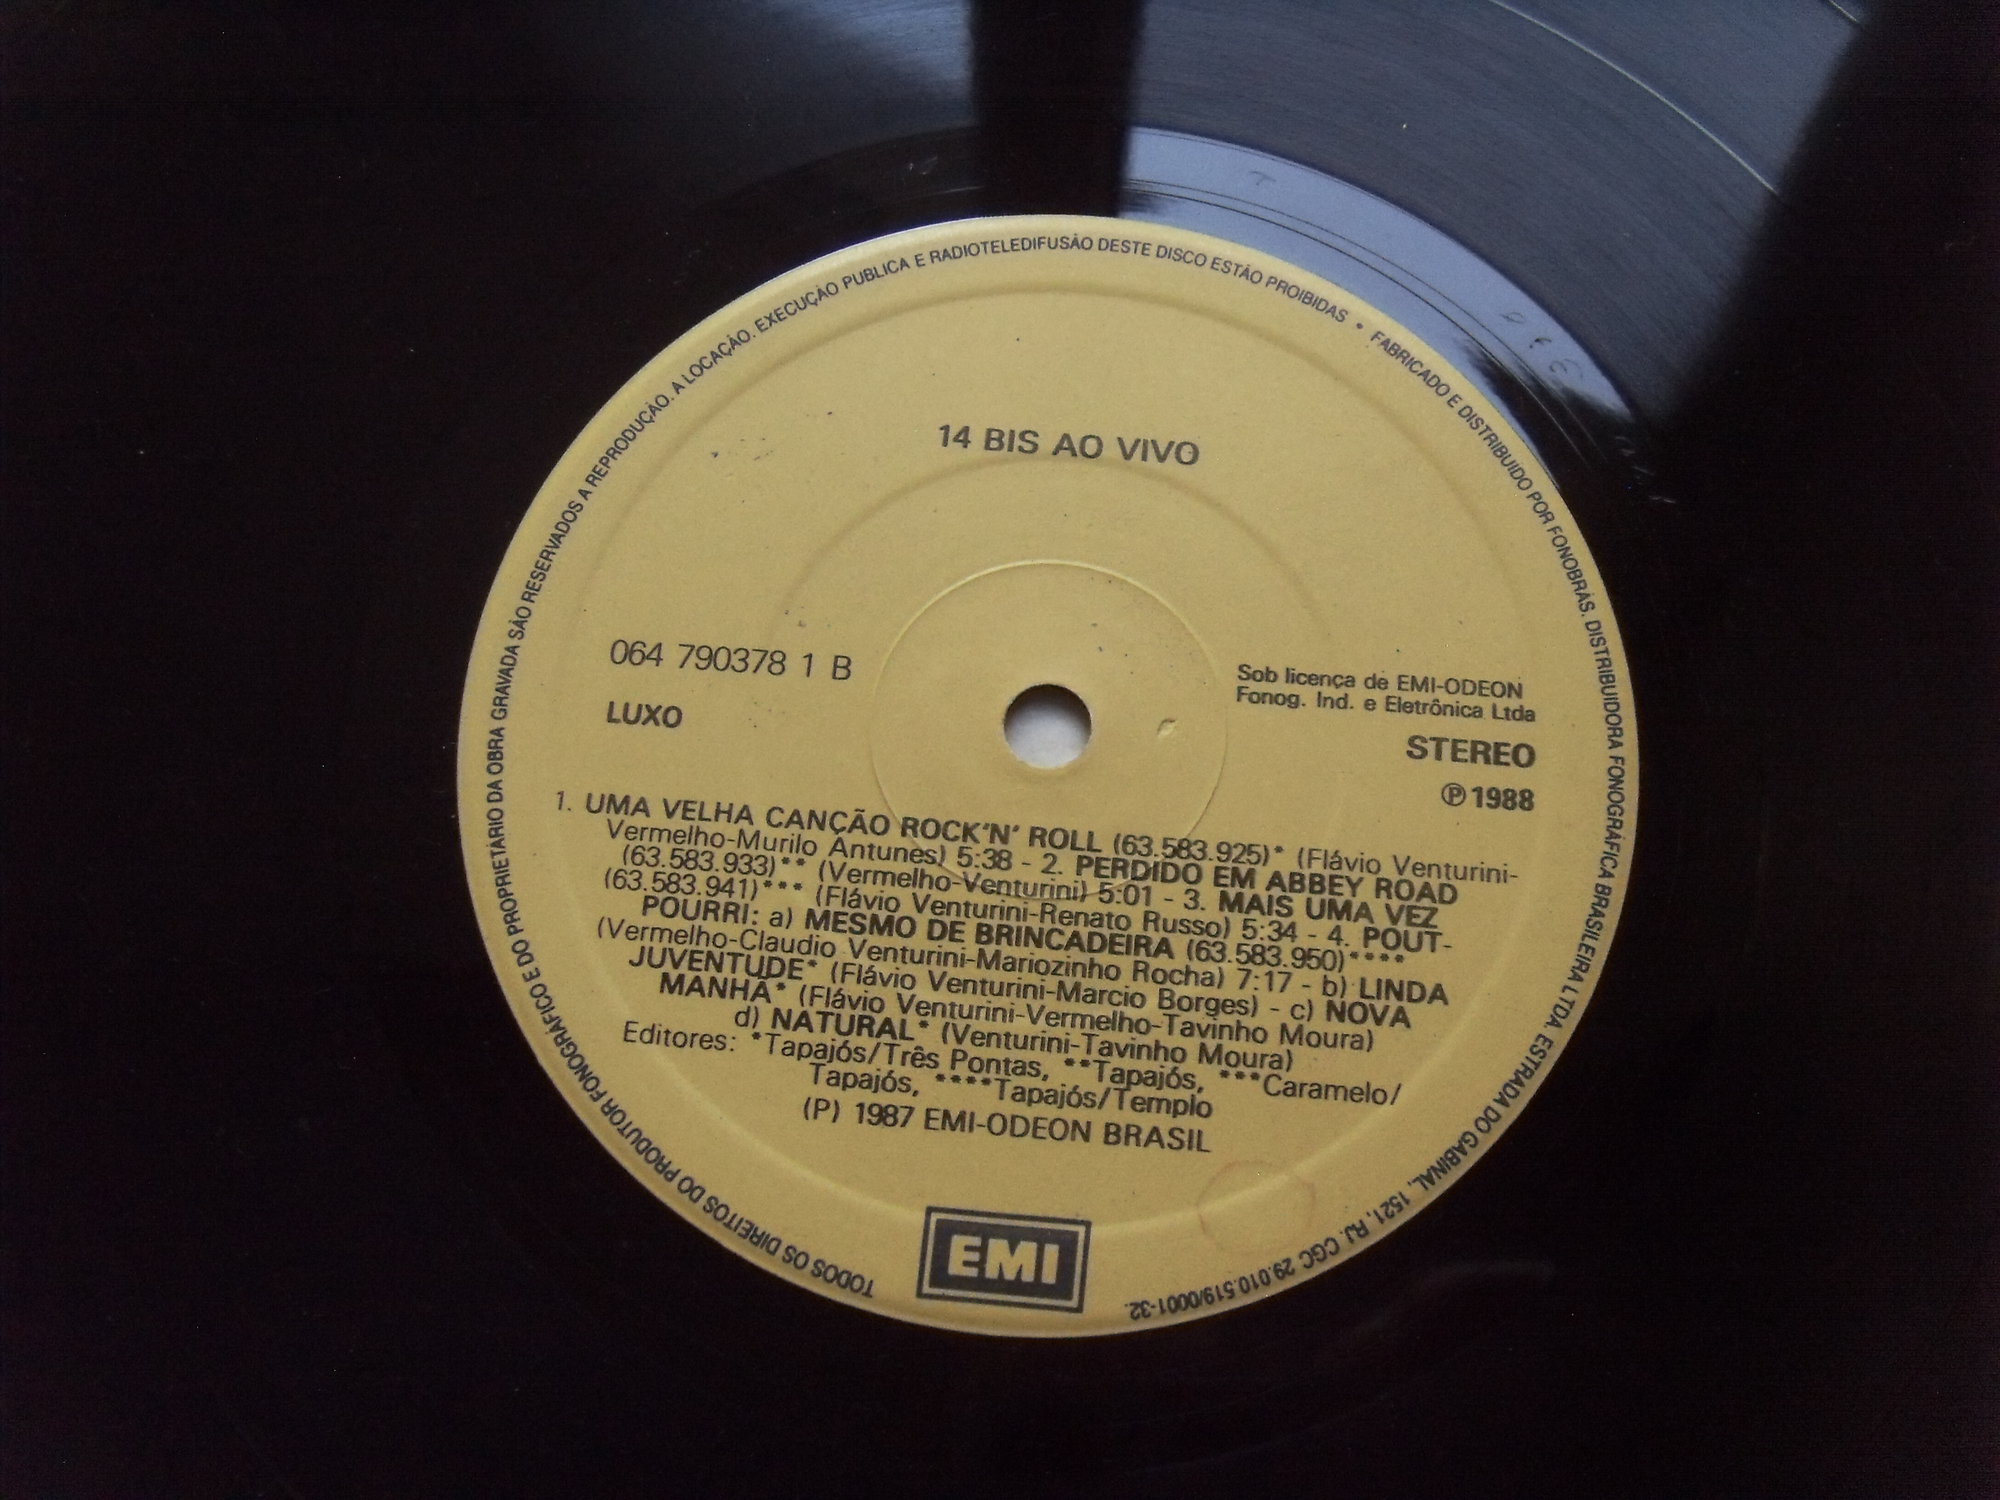 TODOS OS DIREITOS DO PRODUTOR FONOGRÁFICO E DO PROPRIETÁRIO DA OBRA GRAVADA SÃO RESERVADOS A REPRODUÇÃO. A LOCAÇÃO. EXECUÇÃO PUBLICA E RADIOTELEDIFUSÃO DESTE DISCO ESTÃO PROIBIDAS • FABRICADO E DISTRIBUIDO POR FONOBRÁS. DISTRIBUIDORA FONOGRÁFICA BRASILEIRA LTDA. ESTRADA DO GABINAL, 1521, RJ. CGC 29.010.519/0001-32.
14 BIS AO VIVO
064 790378 1 B
LUXO
Sob licença de EMI-ODEON
Fonog. Ind. e Eletrônica Ltda
STEREO
Ⓟ 1988
1. UMA VELHA CANÇÃO ROCK'N' ROLL (63.583.925)* (Flávio Venturini-
Vermelho-Murilo Antunes) 5:38 - 2. PERDIDO EM ABBEY ROAD
(63.583.933)** (Vermelho-Venturini) 5:01 - 3. MAIS UMA VEZ
(63.583.941)*** (Flávio Venturini-Renato Russo) 5:34 - 4. POUT-
POURRI: a) MESMO DE BRINCADEIRA (63.583.950)****
(Vermelho-Claudio Venturini-Mariozinho Rocha) 7:17 - b) LINDA
JUVENTUDE* (Flávio Venturini-Marcio Borges) - c) NOVA
MANHÃ* (Flávio Venturini-Vermelho-Tavinho Moura)
d) NATURAL* (Venturini-Tavinho Moura)
Editores: *Tapajós/Três Pontas, **Tapajós, ***Caramelo/
Tapajós, ****Tapajós/Templo
(P) 1987 EMI-ODEON BRASIL
EMI